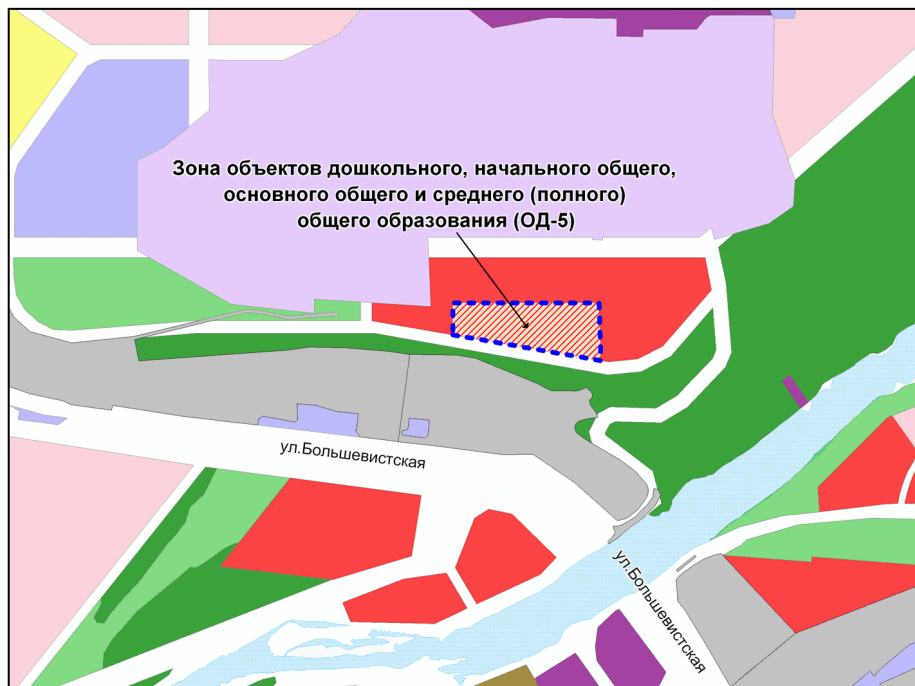 Зона объектов дошкольного, начального общего,
основного общего и среднего (полного)
общего образования (ОД-5)
ул.Большевистская
ул.Большевистская